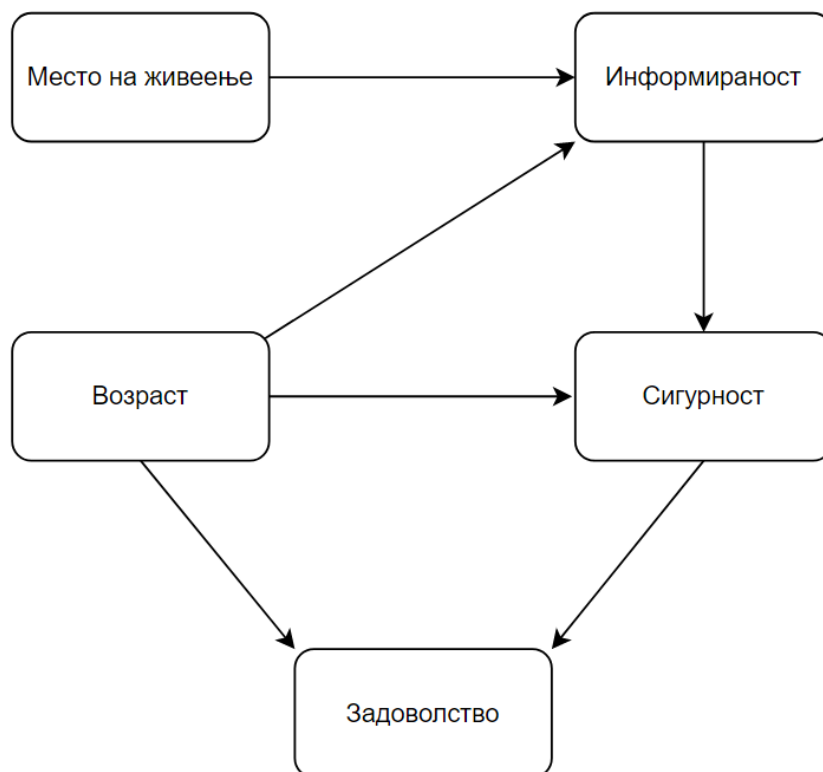 Место на живеење
Информираност
Возраст
Сигурност
Задоволство